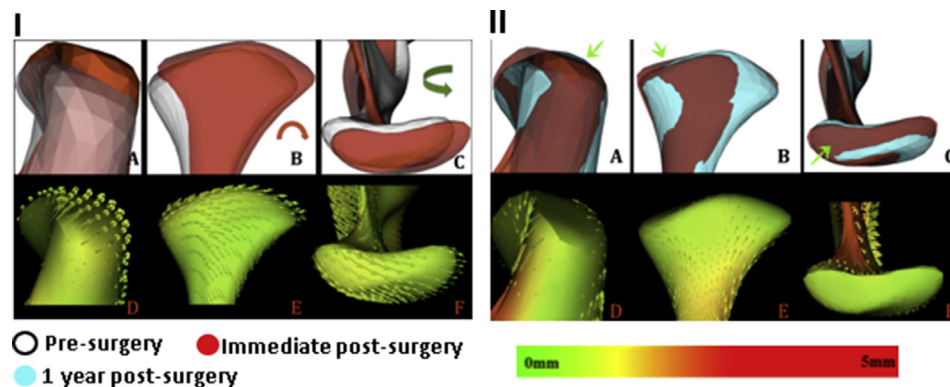 I
II
A
B
C
A
B
C
D
E
F
D
E
Pre-surgery
Immediate post-surgery
1 year post-surgery
0mm
5mm